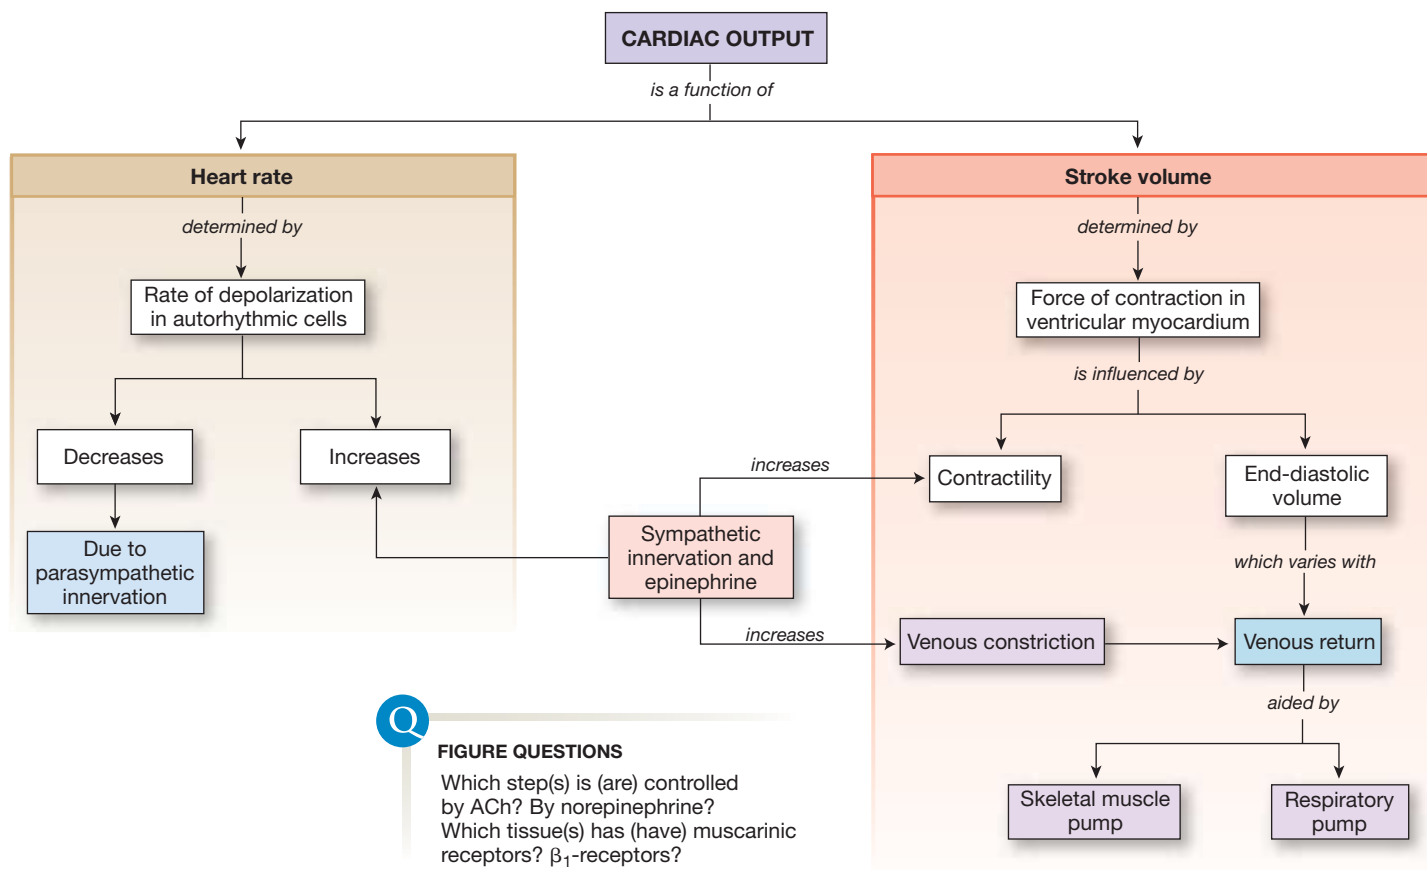 CARDIAC OUTPUT
is a function of
Heart rate
determined by
Rate of depolarization
in autorhythmic cells
Decreases
Increases
Due to
parasympathetic
innervation
Sympathetic
innervation and
epinephrine
increases
increases
Stroke volume
determined by
Force of contraction in
ventricular myocardium
is influenced by
Contractility
End-diastolic
volume
which varies with
Venous constriction
Venous return
aided by
Skeletal muscle
pump
Respiratory
pump
Q
FIGURE QUESTIONS
Which step(s) is (are) controlled
by ACh? By norepinephrine?
Which tissue(s) has (have) muscarinic
receptors? β₁-receptors?